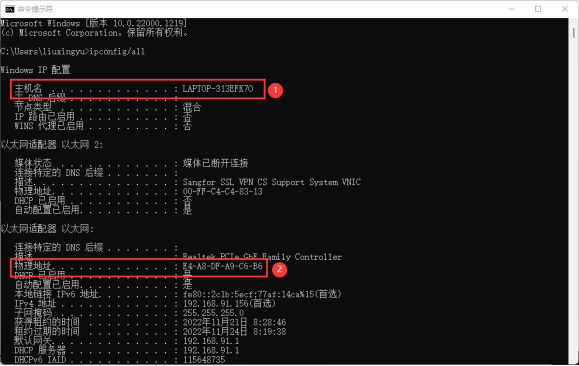 命令提示符
Microsoft Windows [版本 10.0.22000.1219]
(c) Microsoft Corporation。保留所有权利。
C:\Users\liuxingyu>ipconfig/all
Windows IP 配置
主机名 . . . . . . . . . . . . . : LAPTOP-313EFK7O 1
主 DNS 后缀 . . . . . . . . . . . :
节点类型 . . . . . . . . . . . . : 混合
IP 路由已启用 . . . . . . . . . . : 否
WINS 代理已启用 . . . . . . . . . : 否
以太网适配器 以太网 2:
媒体状态 . . . . . . . . . . . . : 媒体已断开连接
连接特定的 DNS 后缀 . . . . . . . :
描述. . . . . . . . . . . . . . . : Sangfor SSL VPN CS Support System VNIC
物理地址. . . . . . . . . . . . . : 00-FF-C4-C4-83-13
DHCP 已启用 . . . . . . . . . . . : 否
自动配置已启用. . . . . . . . . . : 是
以太网适配器 以太网:
连接特定的 DNS 后缀 . . . . . . . :
描述. . . . . . . . . . . . . . . : Realtek PCIe GbE Family Controller
物理地址. . . . . . . . . . . . . : E4-A8-DF-A9-C6-B6 2
DHCP 已启用 . . . . . . . . . . . : 是
自动配置已启用. . . . . . . . . . : 是
本地链接 IPv6 地址. . . . . . . . : fe80::2c1b:5ecf:77af:14ca%15(首选)
IPv4 地址 . . . . . . . . . . . . : 192.168.91.156(首选)
子网掩码 . . . . . . . . . . . . : 255.255.255.0
获得租约的时间 . . . . . . . . . : 2022年11月21日 8:28:46
租约过期的时间 . . . . . . . . . : 2022年11月24日 8:19:38
默认网关. . . . . . . . . . . . . : 192.168.91.1
DHCP 服务器 . . . . . . . . . . . : 192.168.91.1
DHCPv6 IAID . . . . . . . . . . . : 115648735